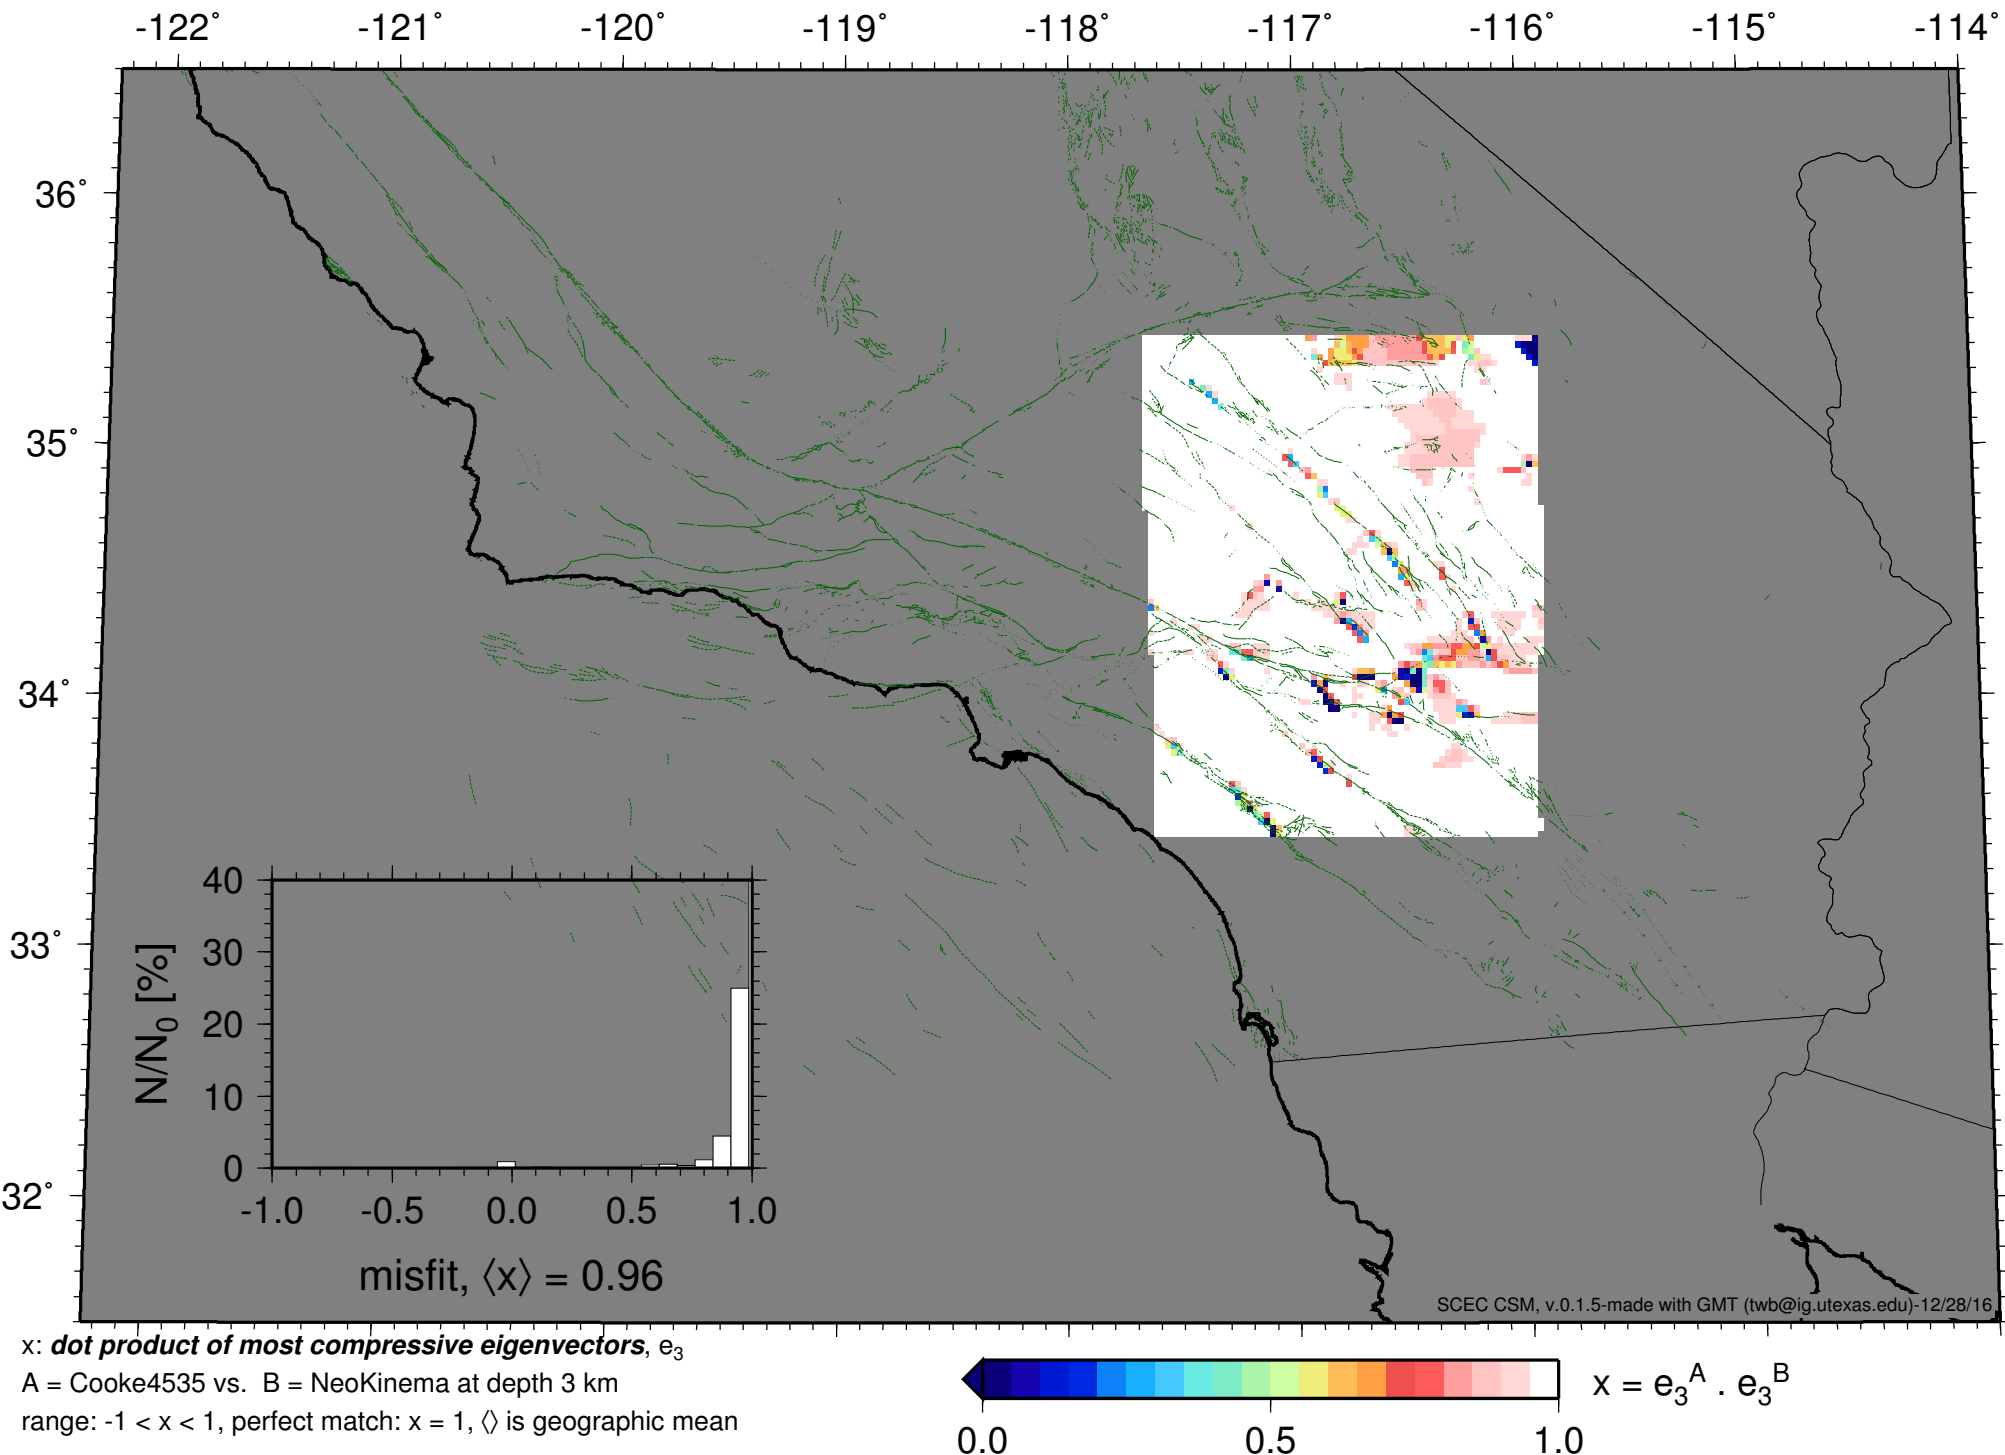 -122° -121° -120° -119° -118° -117° -116° -115° -114°
36°
35°
34°
33°
32°
40
30
20
10
0
N/N0 [%]
-1.0 -0.5 0.0 0.5 1.0
misfit, ⟨x⟩ = 0.96
SCEC CSM, v.0.1.5-made with GMT (twb@ig.utexas.edu)-12/28/16
x: dot product of most compressive eigenvectors, e3
A = Cooke4535 vs. B = NeoKinema at depth 3 km
range: -1 < x < 1, perfect match: x = 1, ⟨⟩ is geographic mean
x = e3^A . e3^B
0.0 0.5 1.0